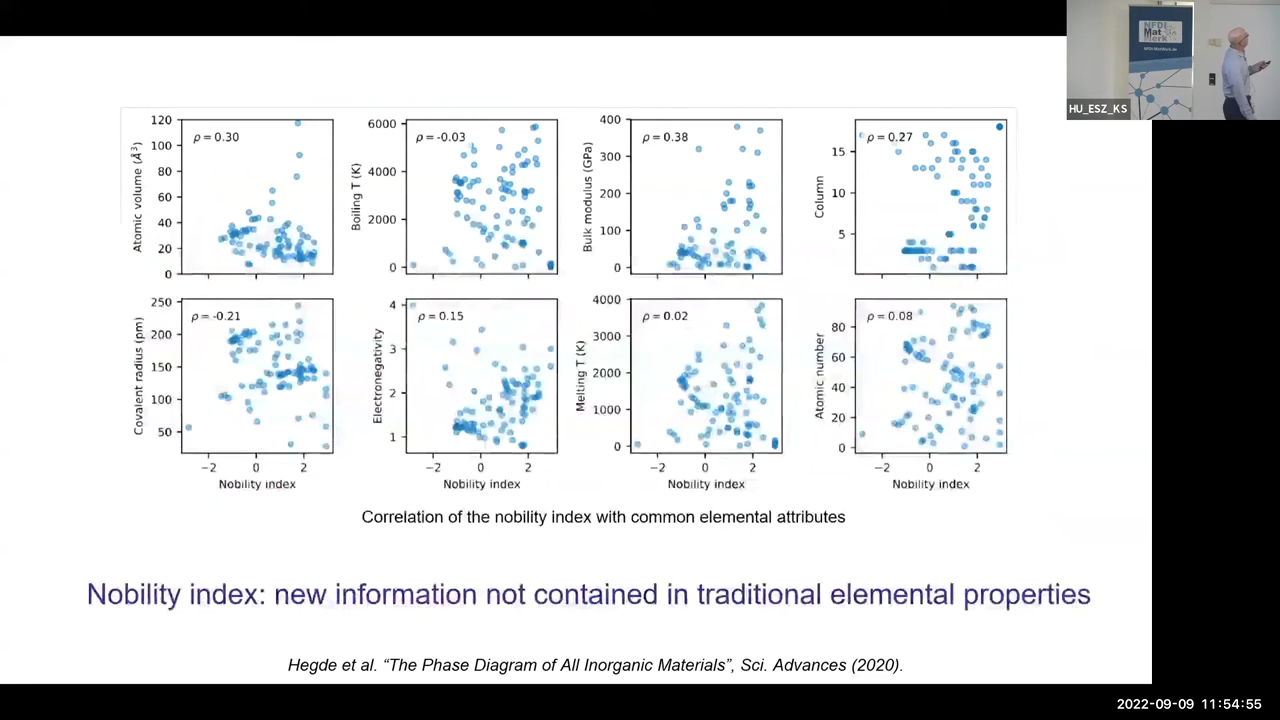 NFDI
Mat
Werk
HU_ESZ_KS
120
100
80
60
40
20
0
Atomic volume (Å³)
ρ = 0.30
6000
4000
2000
0
Boiling T (K)
ρ = -0.03
400
300
200
100
0
Bulk modulus (GPa)
ρ = 0.38
15
10
5
Column
ρ = 0.27
250
200
150
100
50
Covalent radius (pm)
ρ = -0.21
−2 0 2
Nobility index
4
3
2
1
Electronegativity
ρ = 0.15
−2 0 2
Nobility index
4000
3000
2000
1000
0
Melting T (K)
ρ = 0.02
−2 0 2
Nobility index
80
60
40
20
0
Atomic number
ρ = 0.08
−2 0 2
Nobility index
Correlation of the nobility index with common elemental attributes
Nobility index: new information not contained in traditional elemental properties
Hegde et al. “The Phase Diagram of All Inorganic Materials”, Sci. Advances (2020).
2022-09-09 11:54:55